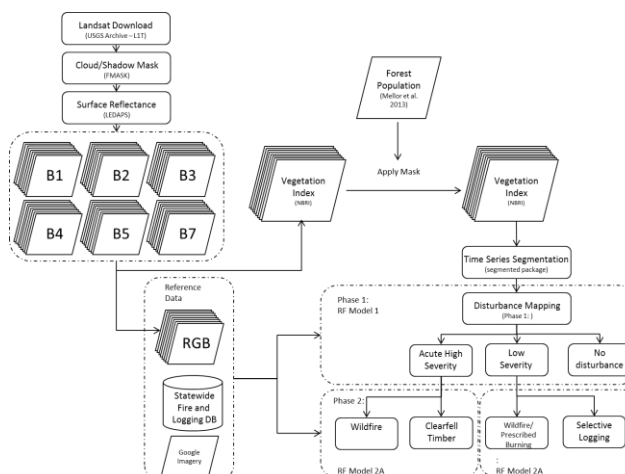 Landsat Download
(USGS Archive – L1T)
Cloud/Shadow Mask
(FMASK)
Surface Reflectance
(LEDAPS)
B1
B2
B3
B4
B5
B7
Forest
Population
(Mellor et al.
2013)
Apply Mask
Vegetation
Index
(NBRI)
Vegetation
Index
(NBRI)
Time Series Segmentation
(segmented package)
Reference
Data
RGB
Statewide
Fire and
Logging DB
Google
Imagery
Phase 1:
RF Model 1
Disturbance Mapping
(Phase 1: )
Acute High
Severity
Low
Severity
No
disturbance
Phase 2:
Wildfire
Clearfell
Timber
RF Model 2A
Wildfire/
Prescribed
Burning
Selective
Logging
:
RF Model 2A